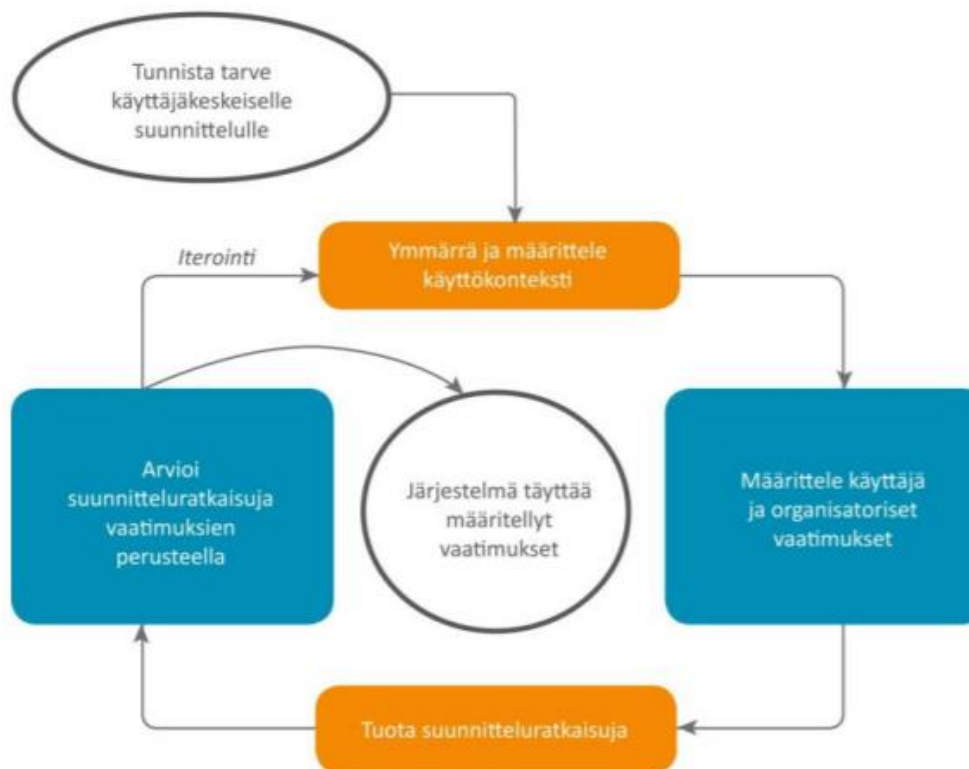 Tunnista tarve
käyttäjäkeskeiselle
suunnittelulle
Iterointi
Ymmärrä ja määrittele
käyttökonteksti
Arvioi
suunnitteluratkaisuja
vaatimuksien
perusteella
Järjestelmä täyttää
määritellyt
vaatimukset
Määrittele käyttäjä
ja organisatoriset
vaatimukset
Tuota suunnitteluratkaisuja